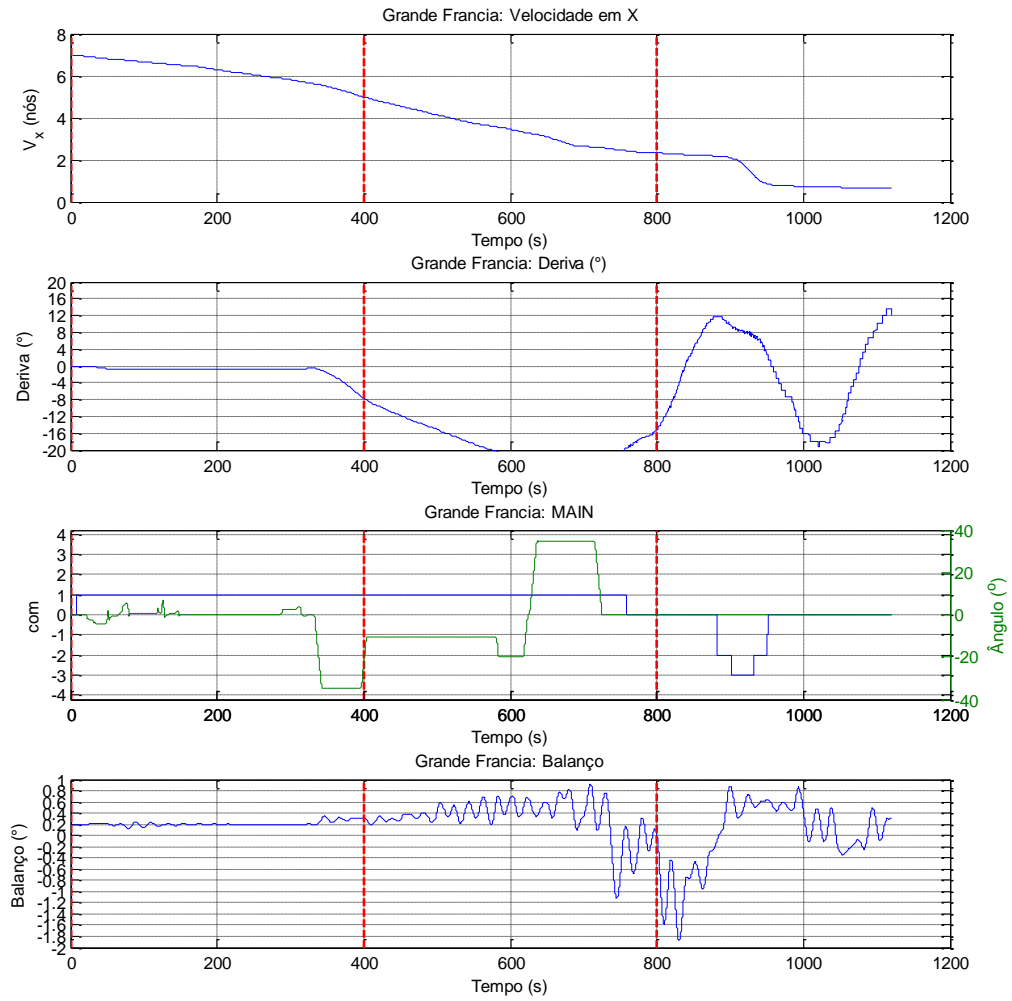 Grande Francia: Velocidade em X
8
6
4
2
0
V_x (nós)
0 200 400 600 800 1000 1200
Tempo (s)
Grande Francia: Deriva (°)
20
16
12
8
4
0
-4
-8
-12
-16
-20
Deriva (°)
0 200 400 600 800 1000 1200
Tempo (s)
Grande Francia: MAIN
4
3
2
1
0
-1
-2
-3
-4
com
40
20
0
-20
-40
Ângulo (°)
0 200 400 600 800 1000 1200
Tempo (s)
Grande Francia: Balanço
1
0.8
0.6
0.4
0.2
0
-0.2
-0.4
-0.6
-0.8
-1
-1.2
-1.4
-1.6
-1.8
-2
Balanço (°)
0 200 400 600 800 1000 1200
Tempo (s)